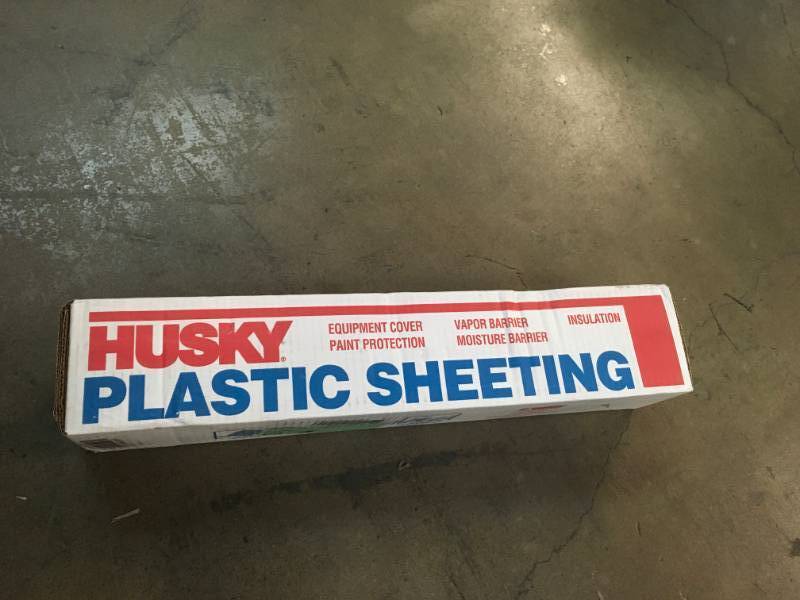 HUSKY®
EQUIPMENT COVER
PAINT PROTECTION
VAPOR BARRIER
MOISTURE BARRIER
INSULATION
PLASTIC SHEETING